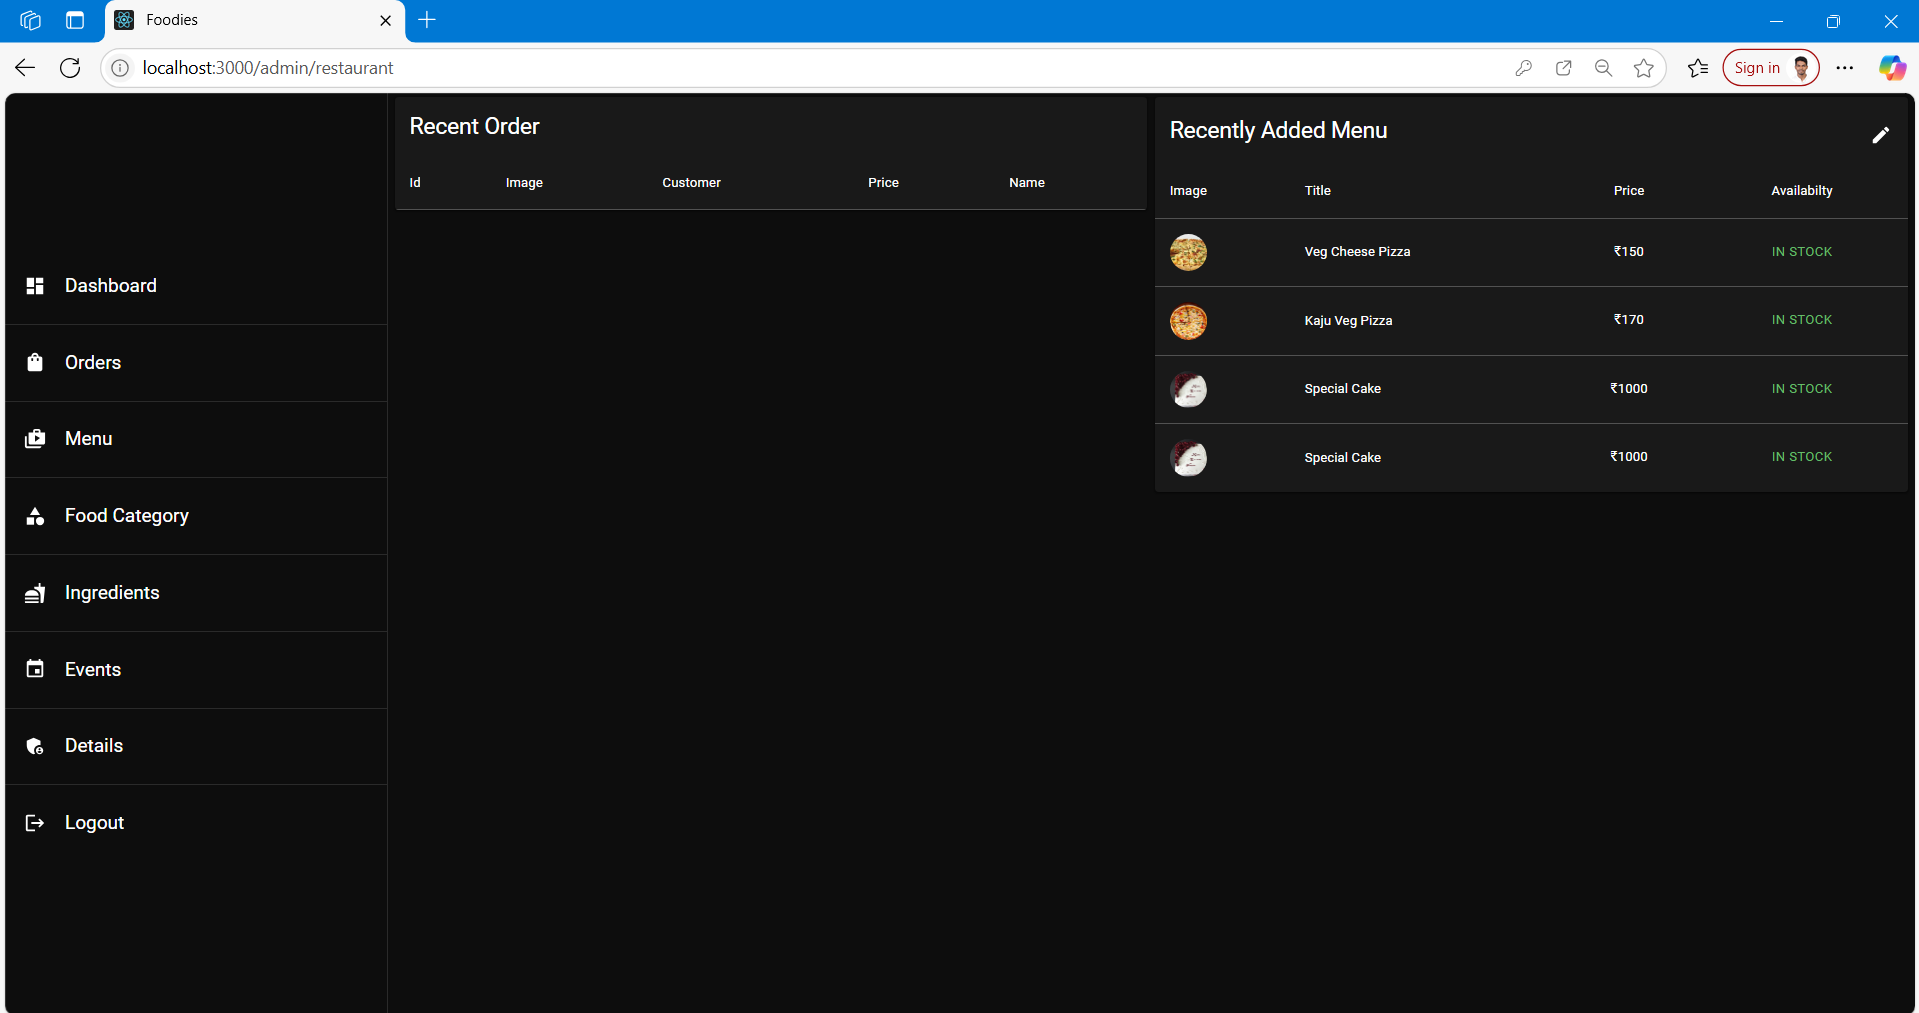 Foodies
localhost:3000/admin/restaurant
Sign in
Dashboard
Orders
Menu
Food Category
Ingredients
Events
Details
Logout
Recent Order
Id Image Customer Price Name
Recently Added Menu
Image Title Price Availabilty
Veg Cheese Pizza ₹150 IN STOCK
Kaju Veg Pizza ₹170 IN STOCK
Special Cake ₹1000 IN STOCK
Special Cake ₹1000 IN STOCK